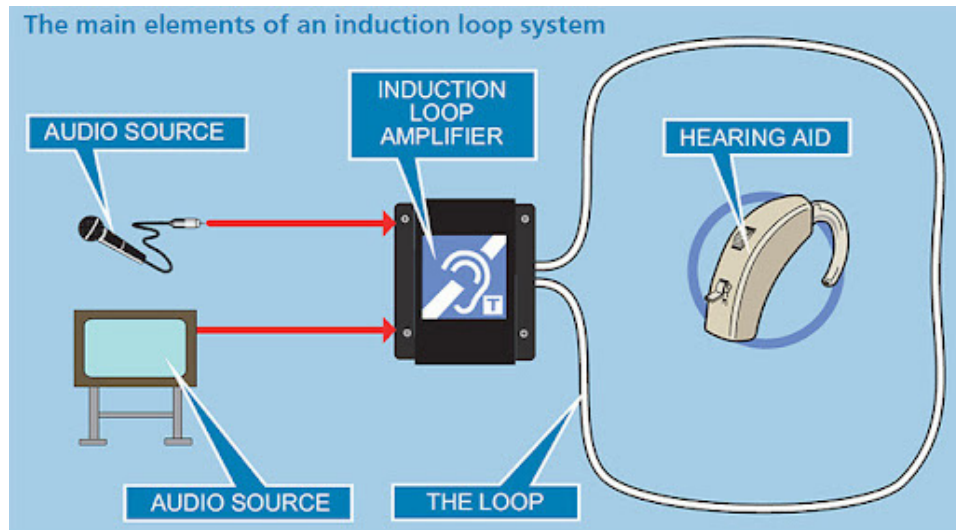 The main elements of an induction loop system
AUDIO SOURCE
INDUCTION
LOOP
AMPLIFIER
HEARING AID
T
AUDIO SOURCE
THE LOOP